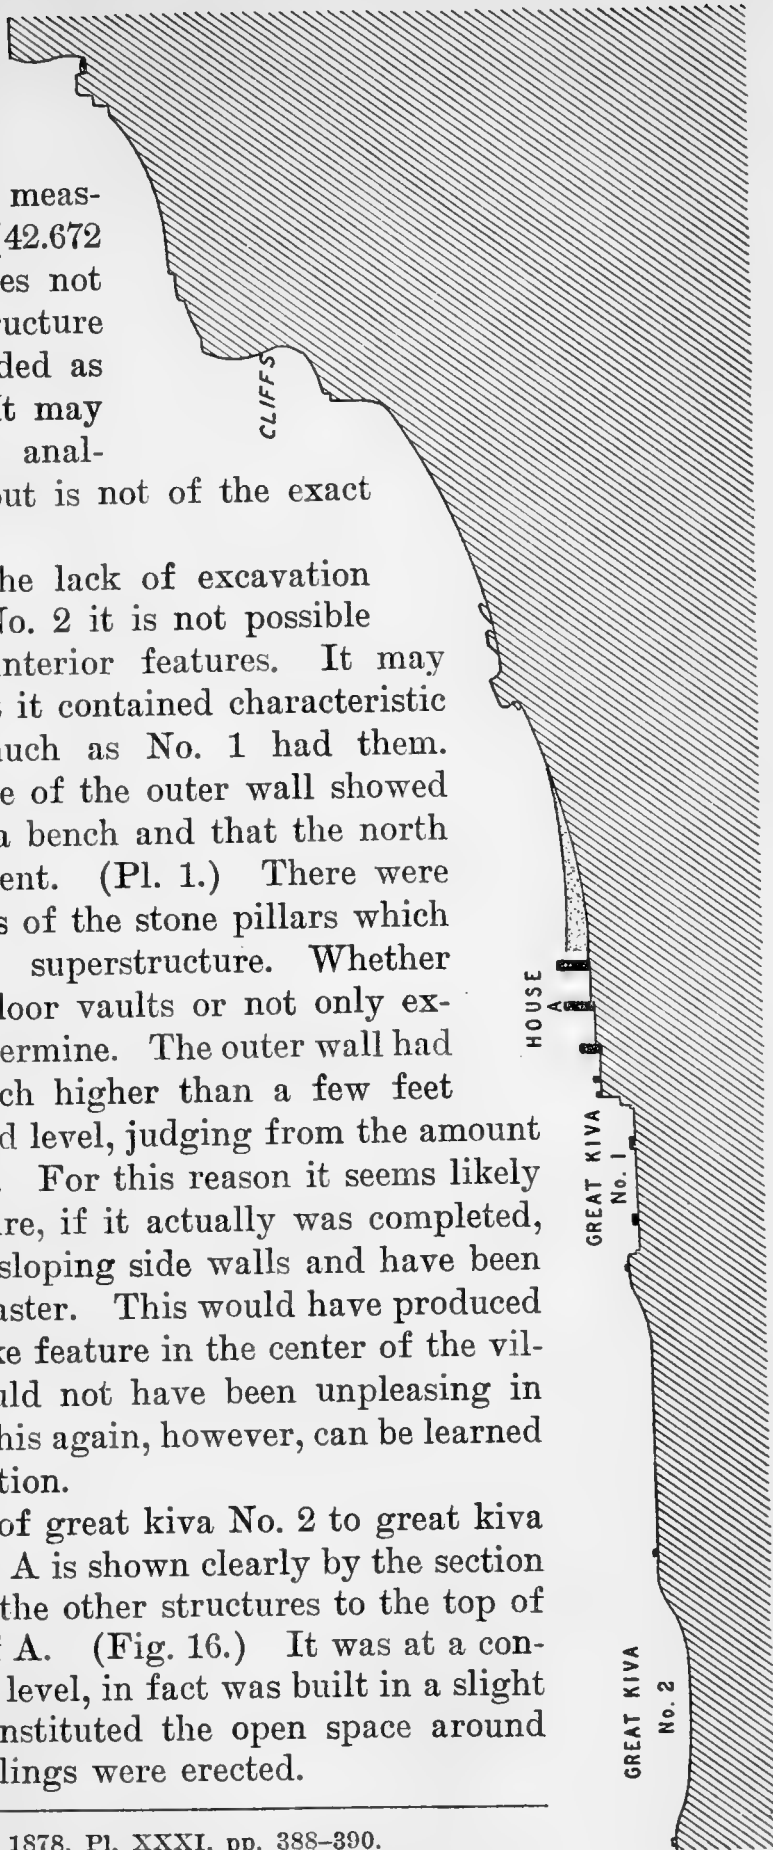 meas-
42.672
es not
ructure
ded as
It may
anal-
out is not of the exact
he lack of excavation
No. 2 it is not possible
interior features. It may
it contained characteristic
much as No. 1 had them.
e of the outer wall showed
a bench and that the north
ent. (Pl. 1.) There were
s of the stone pillars which
superstructure. Whether
loor vaults or not only ex-
ermine. The outer wall had
ch higher than a few feet
d level, judging from the amount
For this reason it seems likely
re, if it actually was completed,
sloping side walls and have been
aster. This would have produced
ke feature in the center of the vil-
uld not have been unpleasing in
his again, however, can be learned
tion.
of great kiva No. 2 to great kiva
A is shown clearly by the section
the other structures to the top of
A. (Fig. 16.) It was at a con-
level, in fact was built in a slight
nstituted the open space around
lings were erected.
1878, Pl. XXXI, pp. 388–390.
CLIFFS
HOUSE
A
GREAT KIVA
No. 1
GREAT KIVA
No. 2